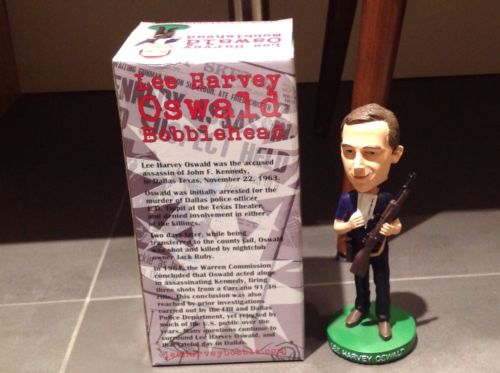 Lee Harvey
Oswald
Bobblehead
Lee Harvey
Oswald
Bobblehead
Lee Harvey Oswald was the accused
assassin of John F. Kennedy,
in Dallas Texas, November 22, 1963.
Oswald was initially arrested for the
murder of Dallas police officer
J.D. Tippit at the Texas Theater,
and denied involvement in either
of the killings.
Two days later, while being
transferred to the county jail, Oswald
was shot and killed by nightclub
owner Jack Ruby.
In 1964, the Warren Commission
concluded that Oswald acted alone
in assassinating Kennedy, firing
three shots from a Carcano 91/38
rifle. This conclusion was also
reached by prior investigations
carried out by the FBI and Dallas
Police Department, yet rejected by
much of the U.S. public over the
years. Many questions continue to
surround Lee Harvey Oswald, and
that fateful day in Dallas.
leeharveybobble.com
LEE HARVEY OSWALD